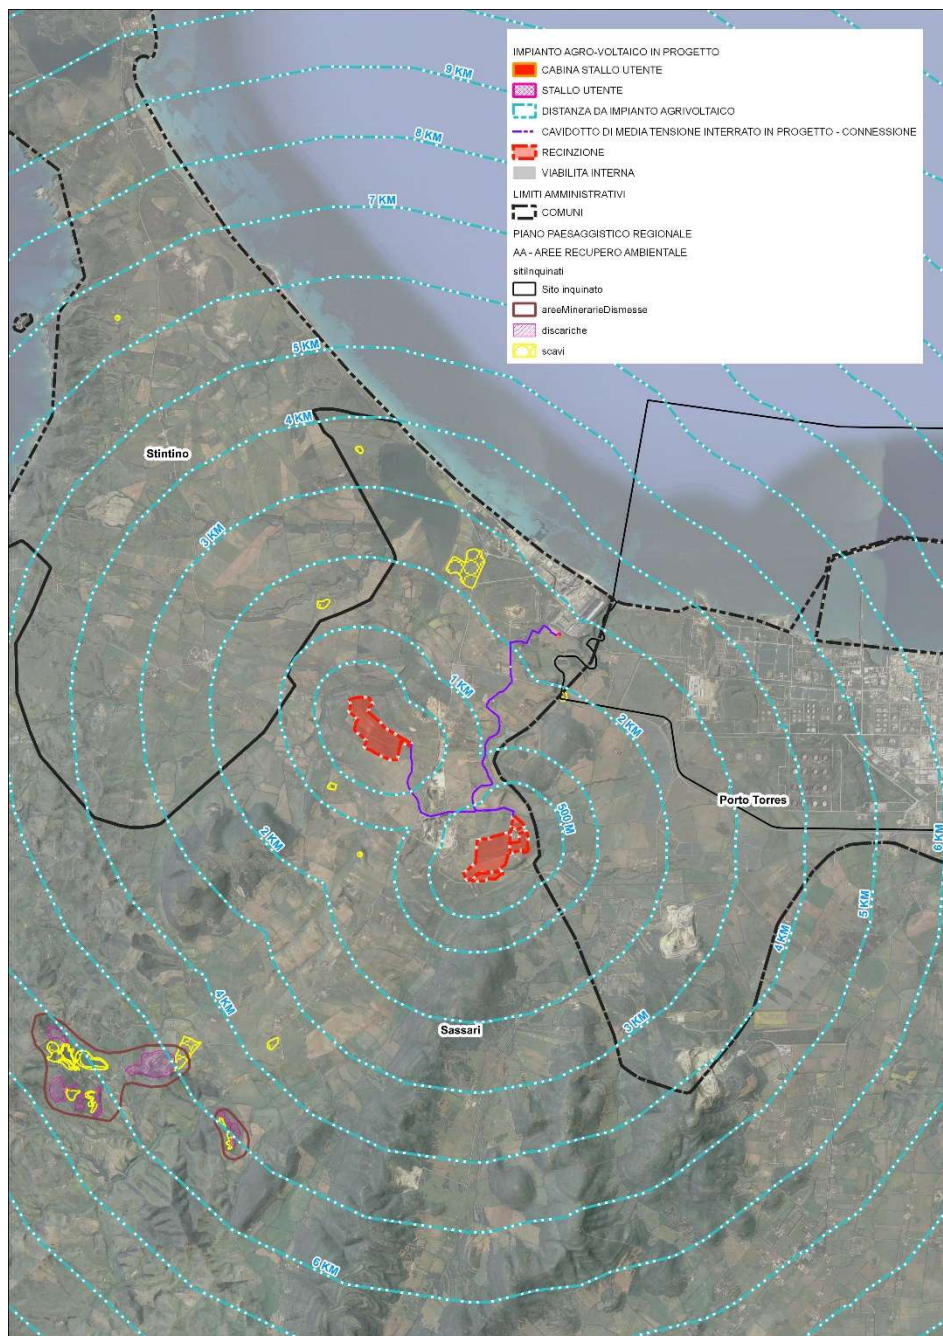 IMPIANTO AGRO-VOLTAICO IN PROGETTO
CABINA STALLO UTENTE
STALLO UTENTE
DISTANZA DA IMPIANTO AGRIVOLTAICO
CAVIDOTTO DI MEDIA TENSIONE INTERRATO IN PROGETTO - CONNESSIONE
RECINZIONE
VIABILITA INTERNA
LIMITI AMMINISTRATIVI
COMUNI
PIANO PAESAGGISTICO REGIONALE
AA - AREE RECUPERO AMBIENTALE
sitiInquinati
Sito inquinato
areeMinerarieDismesse
discariche
scavi
9 KM
8 KM
7 KM
5 KM
4 KM
Stintino
3 KM
1 KM
2 KM
Porto Torres
500 M
2 KM
6 KM
5 KM
4 KM
4 KM
3 KM
Sassari
6 KM